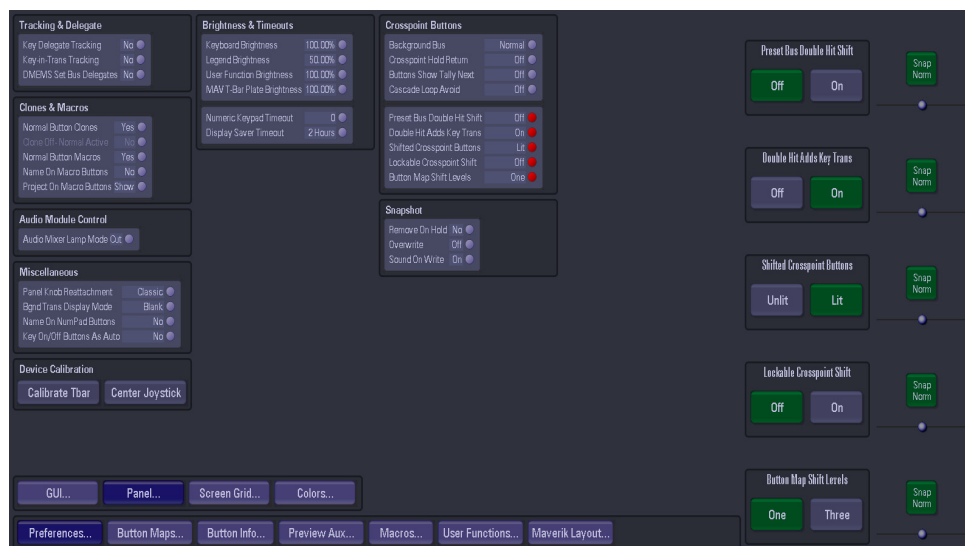 Tracking & Delegate
Key Delegate Tracking No
Key-in-Trans Tracking No
DMEMS Set Bus Delegates No
Clones & Macros
Normal Button Clones Yes
Clone Off- Normal Active No
Normal Button Macros Yes
Name On Macro Buttons No
Project On Macro Buttons Show
Audio Module Control
Audio Mixer Lamp Mode Cut
Miscellaneous
Panel Knob Reattachment Classic
Bgnd Trans Display Mode Blank
Name On NumPad Buttons No
Key On/Off Buttons As Auto No
Device Calibration
Calibrate Tbar Center Joystick
Brightness & Timeouts
Keyboard Brightness 100.00%
Legend Brightness 50.00%
User Function Brightness 100.00%
MAV T-Bar Plate Brightness 100.00%
Numeric Keypad Timeout 0
Display Saver Timeout 2 Hours
Crosspoint Buttons
Background Bus Normal
Crosspoint Hold Return Off
Buttons Show Tally Next Off
Cascade Loop Avoid Off
Preset Bus Double Hit Shift Off
Double Hit Adds Key Trans On
Shifted Crosspoint Buttons Lit
Lockable Crosspoint Shift Off
Button Map Shift Levels One
Snapshot
Remove On Hold No
Overwrite Off
Sound On Write On
Preset Bus Double Hit Shift
Off On
Snap
Norm
Double Hit Adds Key Trans
Off On
Snap
Norm
Shifted Crosspoint Buttons
Unlit Lit
Snap
Norm
Lockable Crosspoint Shift
Off On
Snap
Norm
Button Map Shift Levels
One Three
Snap
Norm
GUI... Panel... Screen Grid... Colors...
Preferences... Button Maps... Button Info... Preview Aux... Macros... User Functions... Maverik Layout...